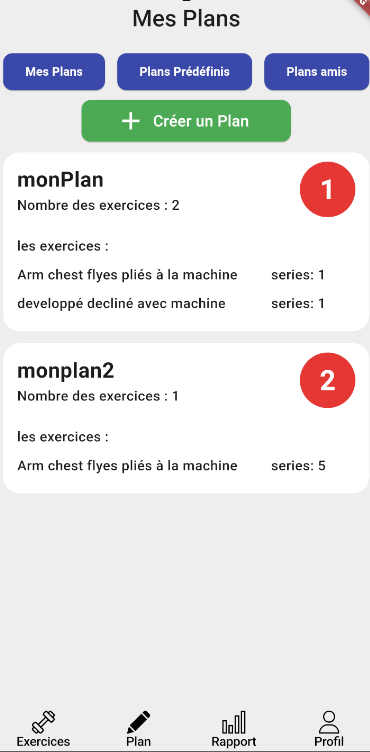 Mes Plans
Mes Plans
Plans Prédéfinis
Plans amis
Créer un Plan
monPlan
1
Nombre des exercices : 2
les exercices :
Arm chest flyes pliés à la machine series: 1
developpé decliné avec machine series: 1
monplan2
2
Nombre des exercices : 1
les exercices :
Arm chest flyes pliés à la machine series: 5
Exercices
Plan
Rapport
Profil